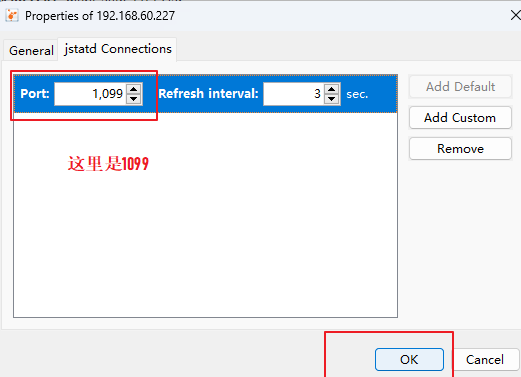 Properties of 192.168.60.227
General
jstatd Connections
Port: 1,099 Refresh interval: 3 sec.
Add Default
Add Custom
Remove
这里是1099
OK
Cancel